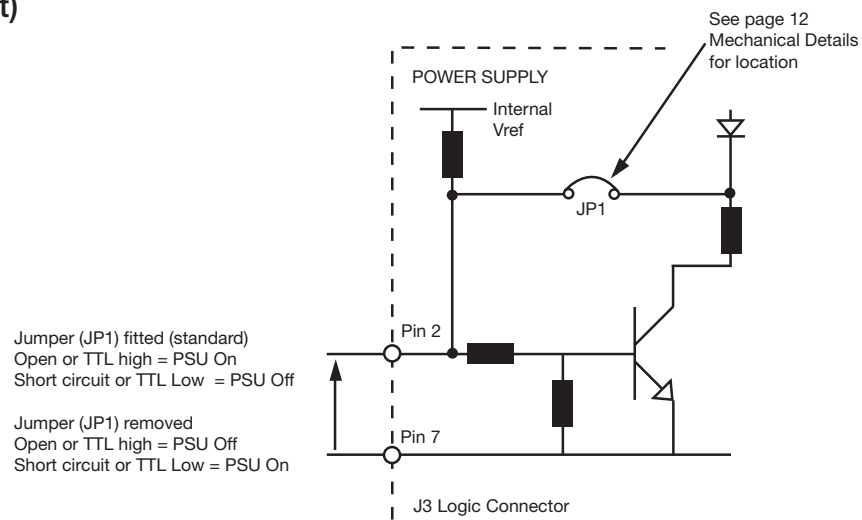 t)
See page 12
Mechanical Details
for location
POWER SUPPLY
Internal
Vref
JP1
Pin 2
Jumper (JP1) fitted (standard)
Open or TTL high = PSU On
Short circuit or TTL Low  = PSU Off
Jumper (JP1) removed
Open or TTL high = PSU Off
Short circuit or TTL Low = PSU On
Pin 7
J3 Logic Connector